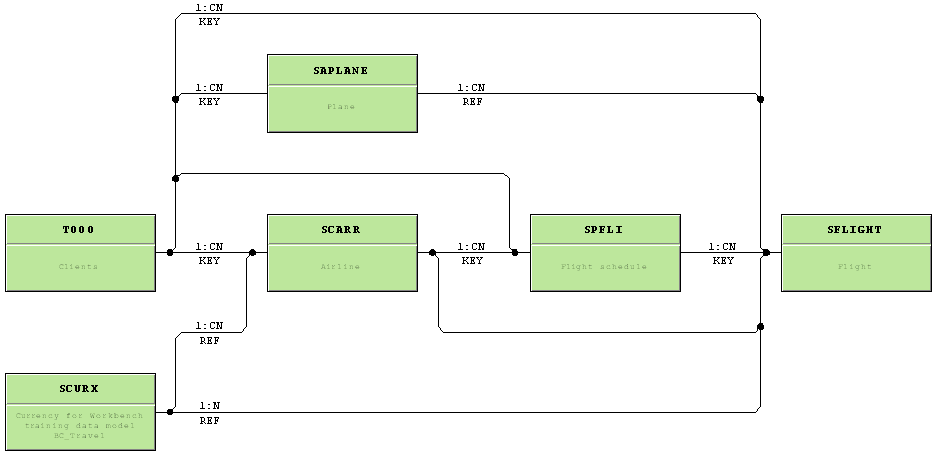 1:CN
KEY
SAPLANE
Plane
1:CN
KEY
1:CN
REF
T000
Clients
1:CN
KEY
SCARR
Airline
1:CN
KEY
SPFLI
Flight schedule
1:CN
KEY
SFLIGHT
Flight
1:CN
REF
SCURX
Currency for Workbench
training data model
BC_Travel
1:N
REF